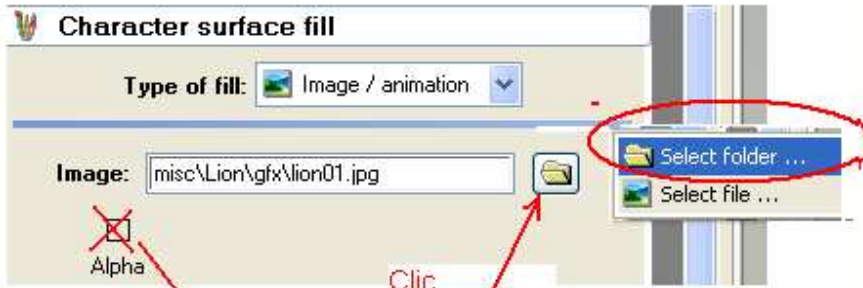 Character surface fill
Type of fill: Image / animation
Select folder ...
Image: misc\Lion\gfx\lion01.jpg
Select file ...
Alpha
Clic